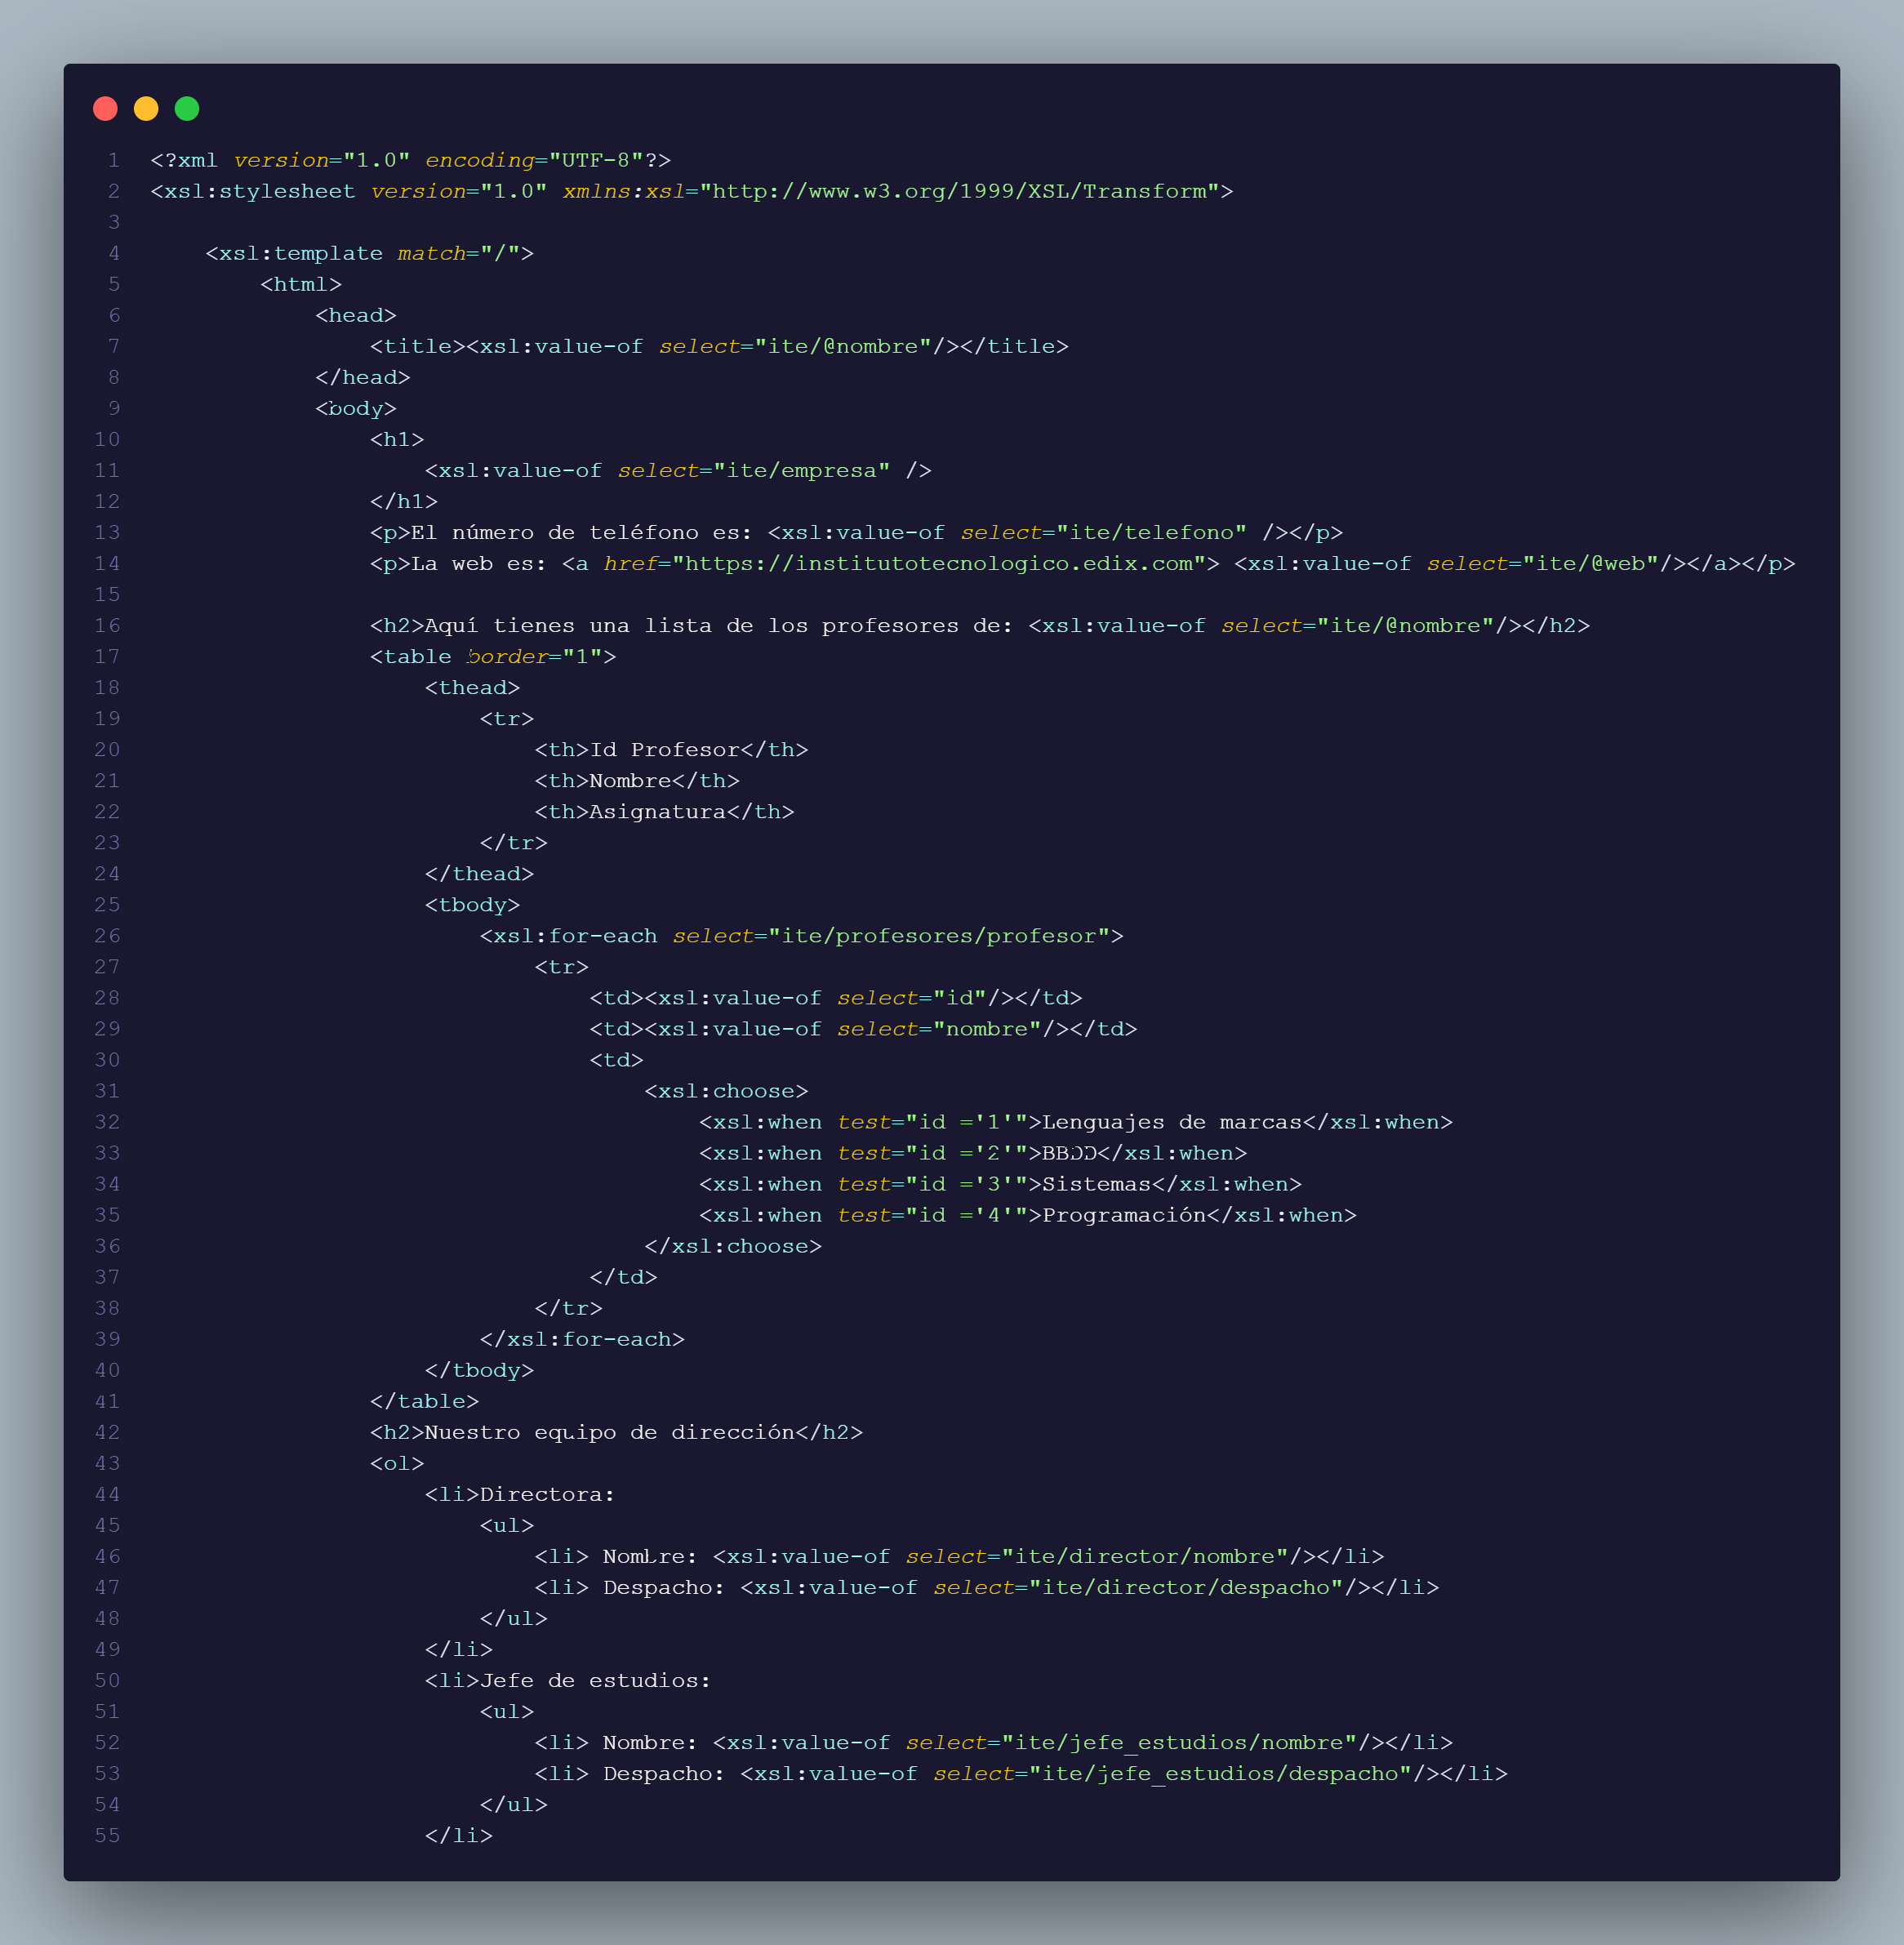 1 <?xml version="1.0" encoding="UTF-8"?>
2 <xsl:stylesheet version="1.0" xmlns:xsl="http://www.w3.org/1999/XSL/Transform">
3
4     <xsl:template match="/">
5         <html>
6             <head>
7                 <title><xsl:value-of select="ite/@nombre"/></title>
8             </head>
9             <body>
10                 <h1>
11                     <xsl:value-of select="ite/empresa" />
12                 </h1>
13                 <p>El número de teléfono es: <xsl:value-of select="ite/telefono" /></p>
14                 <p>La web es: <a href="https://institutotecnologico.edix.com"> <xsl:value-of select="ite/@web"/></a></p>
15
16                 <h2>Aquí tienes una lista de los profesores de: <xsl:value-of select="ite/@nombre"/></h2>
17                 <table border="1">
18                     <thead>
19                         <tr>
20                             <th>Id Profesor</th>
21                             <th>Nombre</th>
22                             <th>Asignatura</th>
23                         </tr>
24                     </thead>
25                     <tbody>
26                         <xsl:for-each select="ite/profesores/profesor">
27                             <tr>
28                                 <td><xsl:value-of select="id"/></td>
29                                 <td><xsl:value-of select="nombre"/></td>
30                                 <td>
31                                     <xsl:choose>
32                                         <xsl:when test="id ='1'">Lenguajes de marcas</xsl:when>
33                                         <xsl:when test="id ='2'">BBDD</xsl:when>
34                                         <xsl:when test="id ='3'">Sistemas</xsl:when>
35                                         <xsl:when test="id ='4'">Programación</xsl:when>
36                                     </xsl:choose>
37                                 </td>
38                             </tr>
39                         </xsl:for-each>
40                     </tbody>
41                 </table>
42                 <h2>Nuestro equipo de dirección</h2>
43                 <ol>
44                     <li>Directora:
45                         <ul>
46                             <li> Nombre: <xsl:value-of select="ite/director/nombre"/></li>
47                             <li> Despacho: <xsl:value-of select="ite/director/despacho"/></li>
48                         </ul>
49                     </li>
50                     <li>Jefe de estudios:
51                         <ul>
52                             <li> Nombre: <xsl:value-of select="ite/jefe_estudios/nombre"/></li>
53                             <li> Despacho: <xsl:value-of select="ite/jefe_estudios/despacho"/></li>
54                         </ul>
55                     </li>